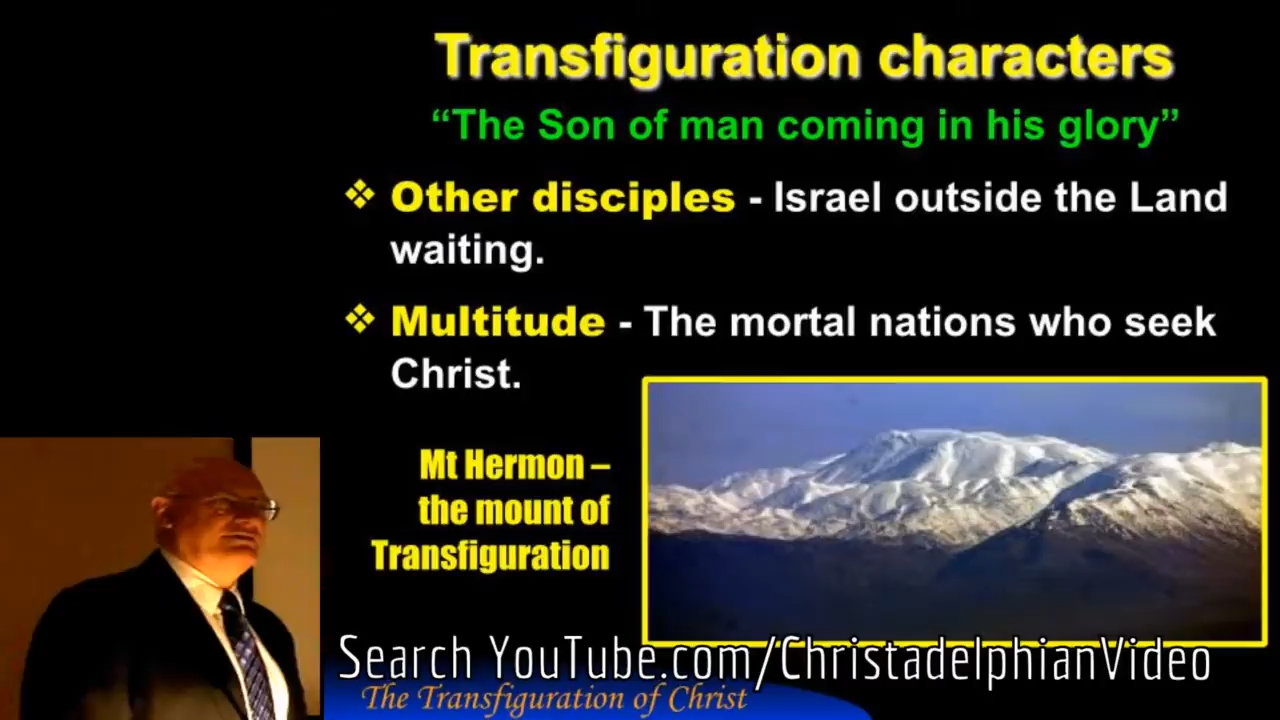 Transfiguration characters
“The Son of man coming in his glory”
❖ Other disciples - Israel outside the Land
waiting.
❖ Multitude - The mortal nations who seek
Christ.
Mt Hermon –
the mount of
Transfiguration
Search YouTube.com/ChristadelphianVideo
The Transfiguration of Christ